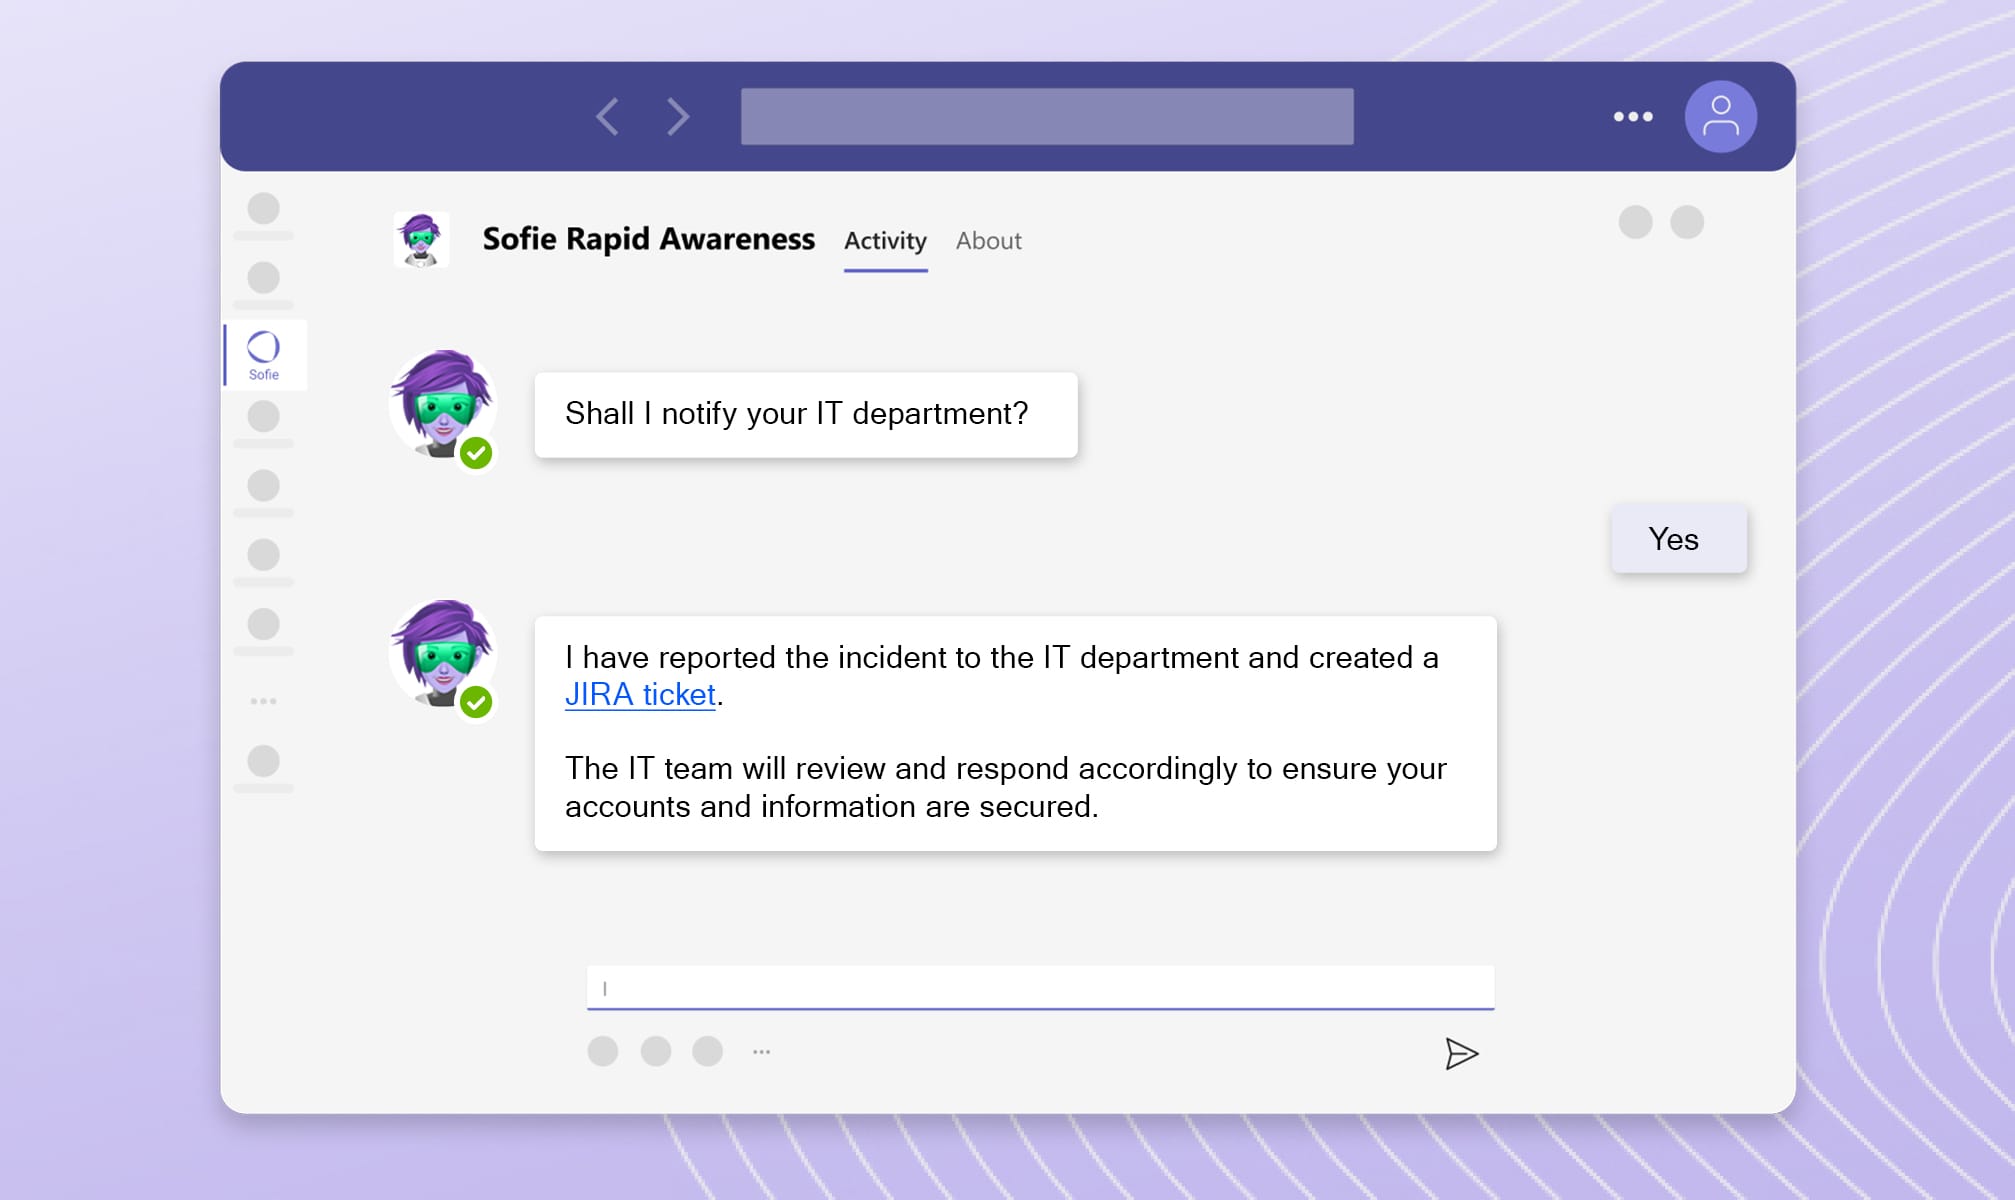 Sofie Rapid Awareness Activity About
Sofie
Shall I notify your IT department?
Yes
I have reported the incident to the IT department and created a
JIRA ticket.
The IT team will review and respond accordingly to ensure your
accounts and information are secured.